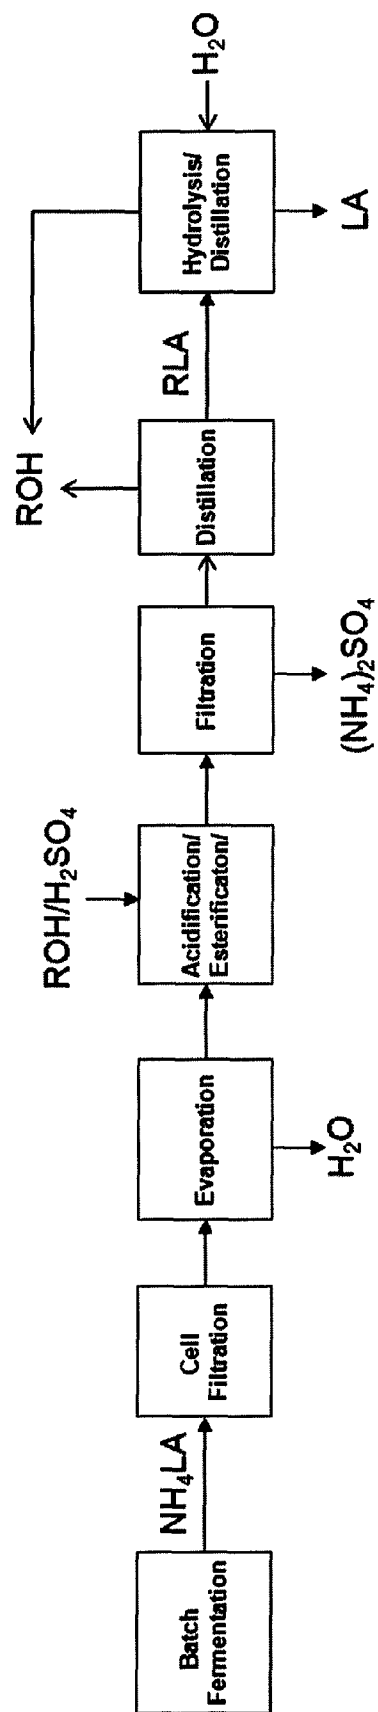 Batch
Fermentation
NH₄LA
Cell
Filtration
Evaporation
H₂O
ROH/H₂SO₄
Acidification/
Esterificaton/
Filtration
(NH₄)₂SO₄
Distillation
ROH
RLA
Hydrolysis/
Distillation
H₂O
LA